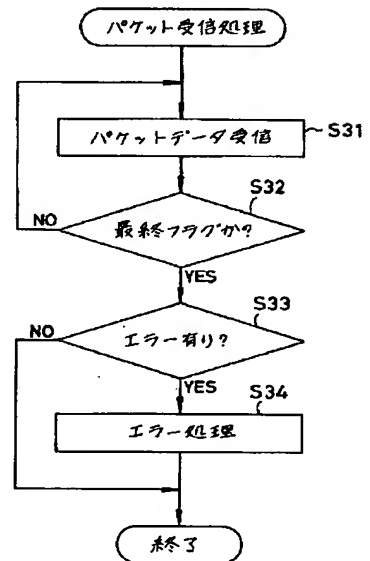 パケット受信処理
パケットデータ受信
S31
S32
最終フラグか?
NO
YES
S33
エラー有り?
NO
YES
S34
エラー処理
終了